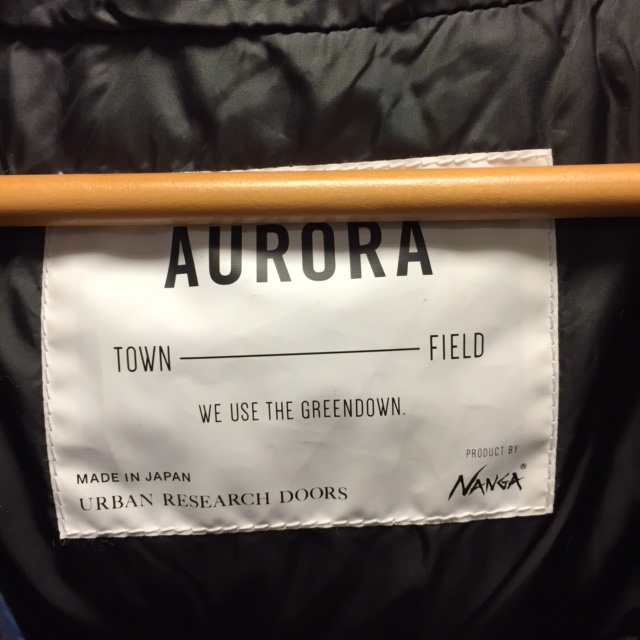 AURORA
TOWN FIELD
WE USE THE GREENDOWN.
PRODUCT BY
MADE IN JAPAN
NANGA®
URBAN RESEARCH DOORS